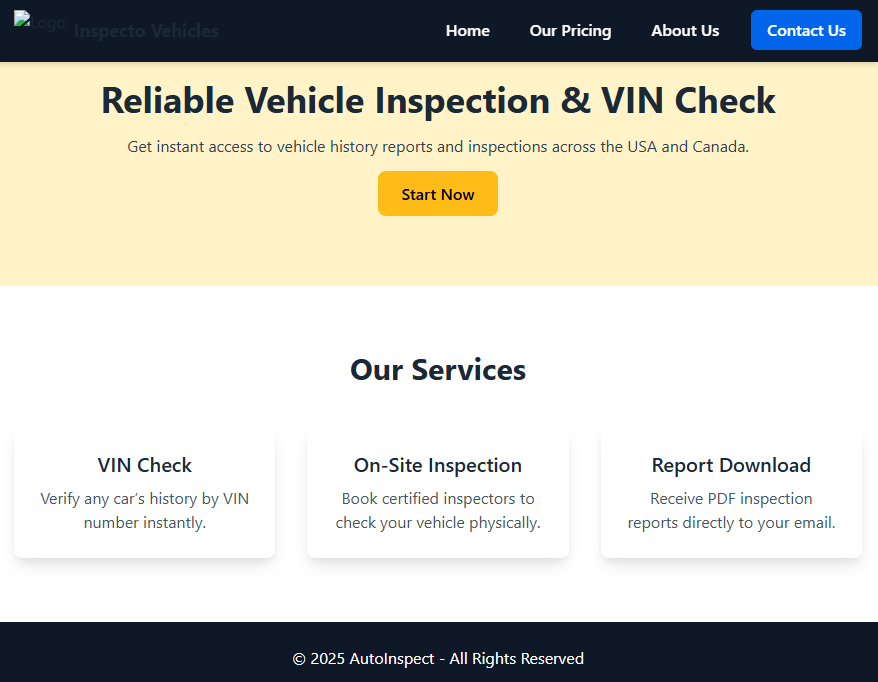 Logo Inspecto Vehicles Home Our Pricing About Us Contact Us
Reliable Vehicle Inspection & VIN Check
Get instant access to vehicle history reports and inspections across the USA and Canada.
Start Now
Our Services
VIN Check
Verify any car's history by VIN
number instantly.
On-Site Inspection
Book certified inspectors to
check your vehicle physically.
Report Download
Receive PDF inspection
reports directly to your email.
© 2025 AutoInspect - All Rights Reserved